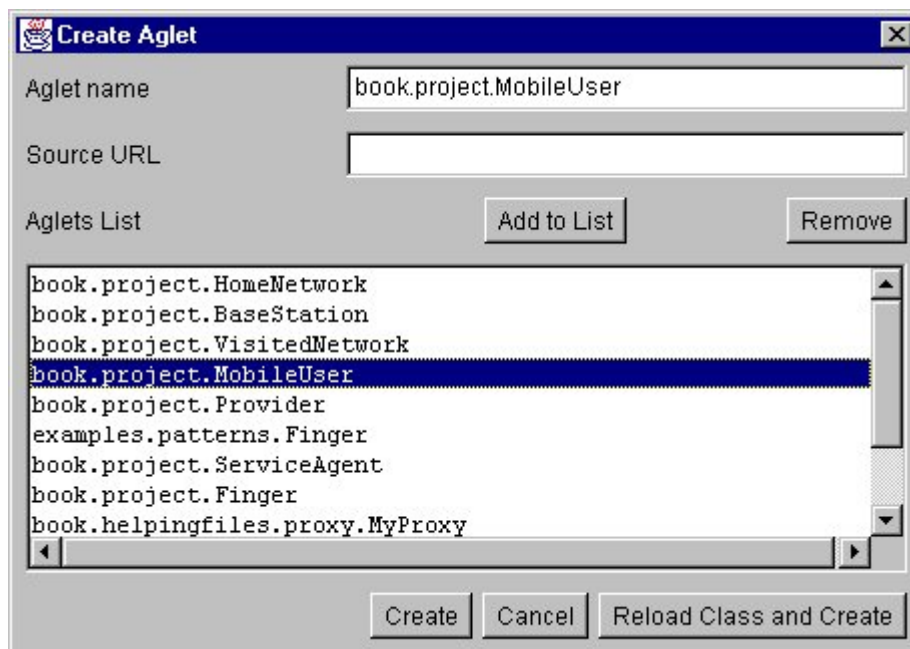 Create Aglet
Aglet name book.project.MobileUser
Source URL
Aglets List Add to List Remove
book.project.HomeNetwork
book.project.BaseStation
book.project.VisitedNetwork
book.project.MobileUser
book.project.Provider
examples.patterns.Finger
book.project.ServiceAgent
book.project.Finger
book.helpingfiles.proxy.MyProxy
Create Cancel Reload Class and Create